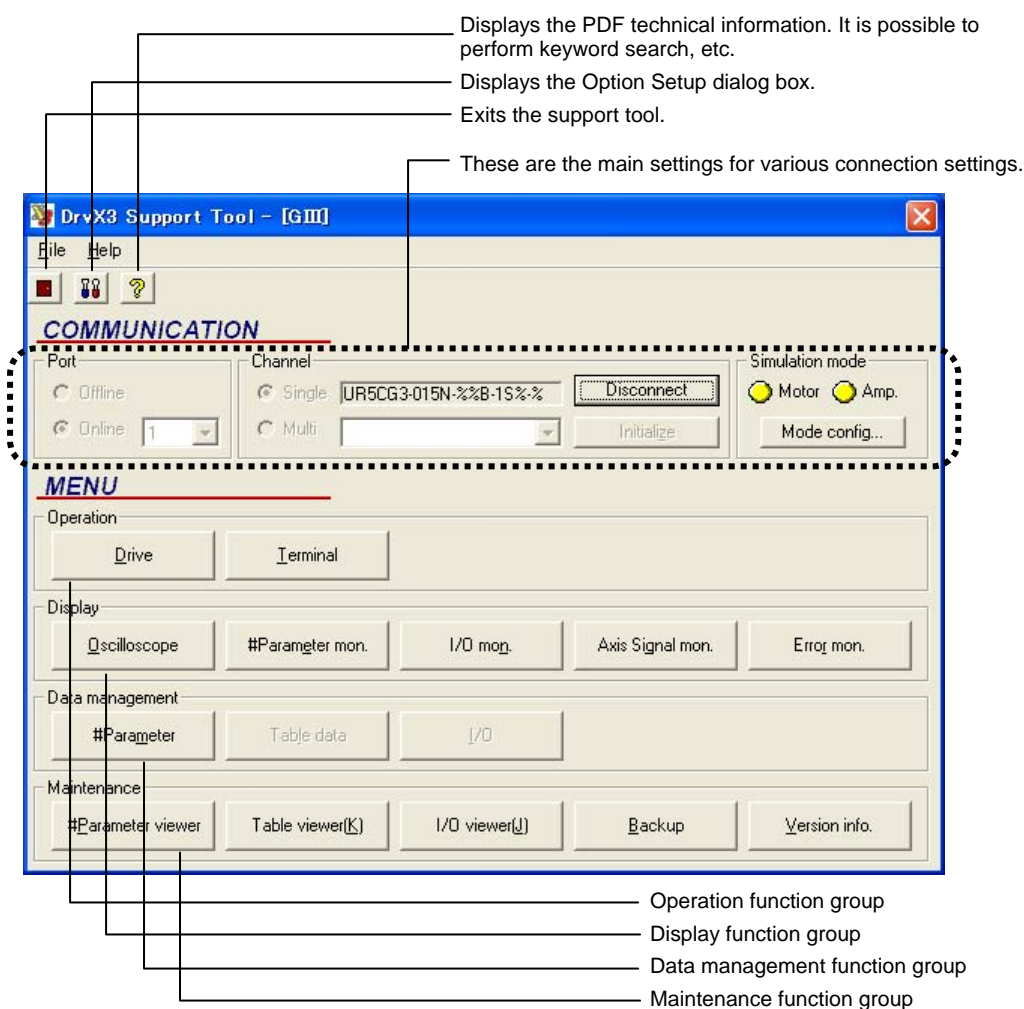 Displays the PDF technical information. It is possible to
perform keyword search, etc.
Displays the Option Setup dialog box.
Exits the support tool.
These are the main settings for various connection settings.
DrvX3 Support Tool - [GIII]
File Help
COMMUNICATION
Port
Channel
Simulation mode
Offline
Single UR5CG3-015N-%%B-1S%-% Disconnect
Motor Amp.
Online 1
Multi
Initialize
Mode config...
MENU
Operation
Drive Terminal
Display
Oscilloscope #Parameter mon. I/O mon. Axis Signal mon. Error mon.
Data management
#Parameter Table data I/O
Maintenance
#Parameter viewer Table viewer(K) I/O viewer(J) Backup Version info.
Operation function group
Display function group
Data management function group
Maintenance function group